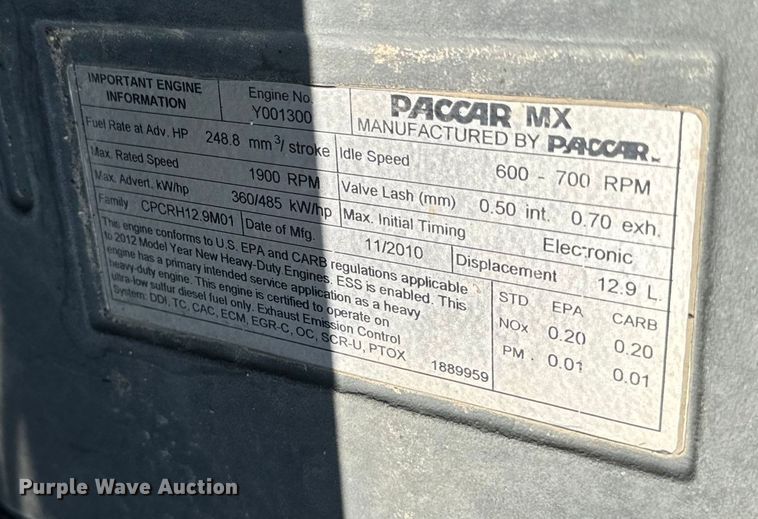 IMPORTANT ENGINE
INFORMATION
Engine No.
Y001300
PACCAR MX
MANUFACTURED BY PACCAR
Fuel Rate at Adv. HP 248.8 mm3/ stroke
Idle Speed 600 - 700 RPM
Max. Rated Speed 1900 RPM
Valve Lash (mm) 0.50 int. 0.70 exh.
Max. Advert. kW/hp 360/485 kW/hp
Max. Initial Timing Electronic
Family CPCRH12.9M01
Date of Mfg. 11/2010
Displacement 12.9 L.
This engine conforms to U.S. EPA and CARB regulations applicable
to 2012 Model Year New Heavy-Duty Engines. ESS is enabled. This
engine has a primary intended service application as a heavy
heavy-duty engine. This engine is certified to operate on
ultra-low sulfur diesel fuel only. Exhaust Emission Control
System: DDI, TC, CAC, ECM, EGR-C, OC, SCR-U, PTOX
1889959
STD EPA CARB
NOx 0.20 0.20
PM . 0.01 0.01
Purple Wave Auction